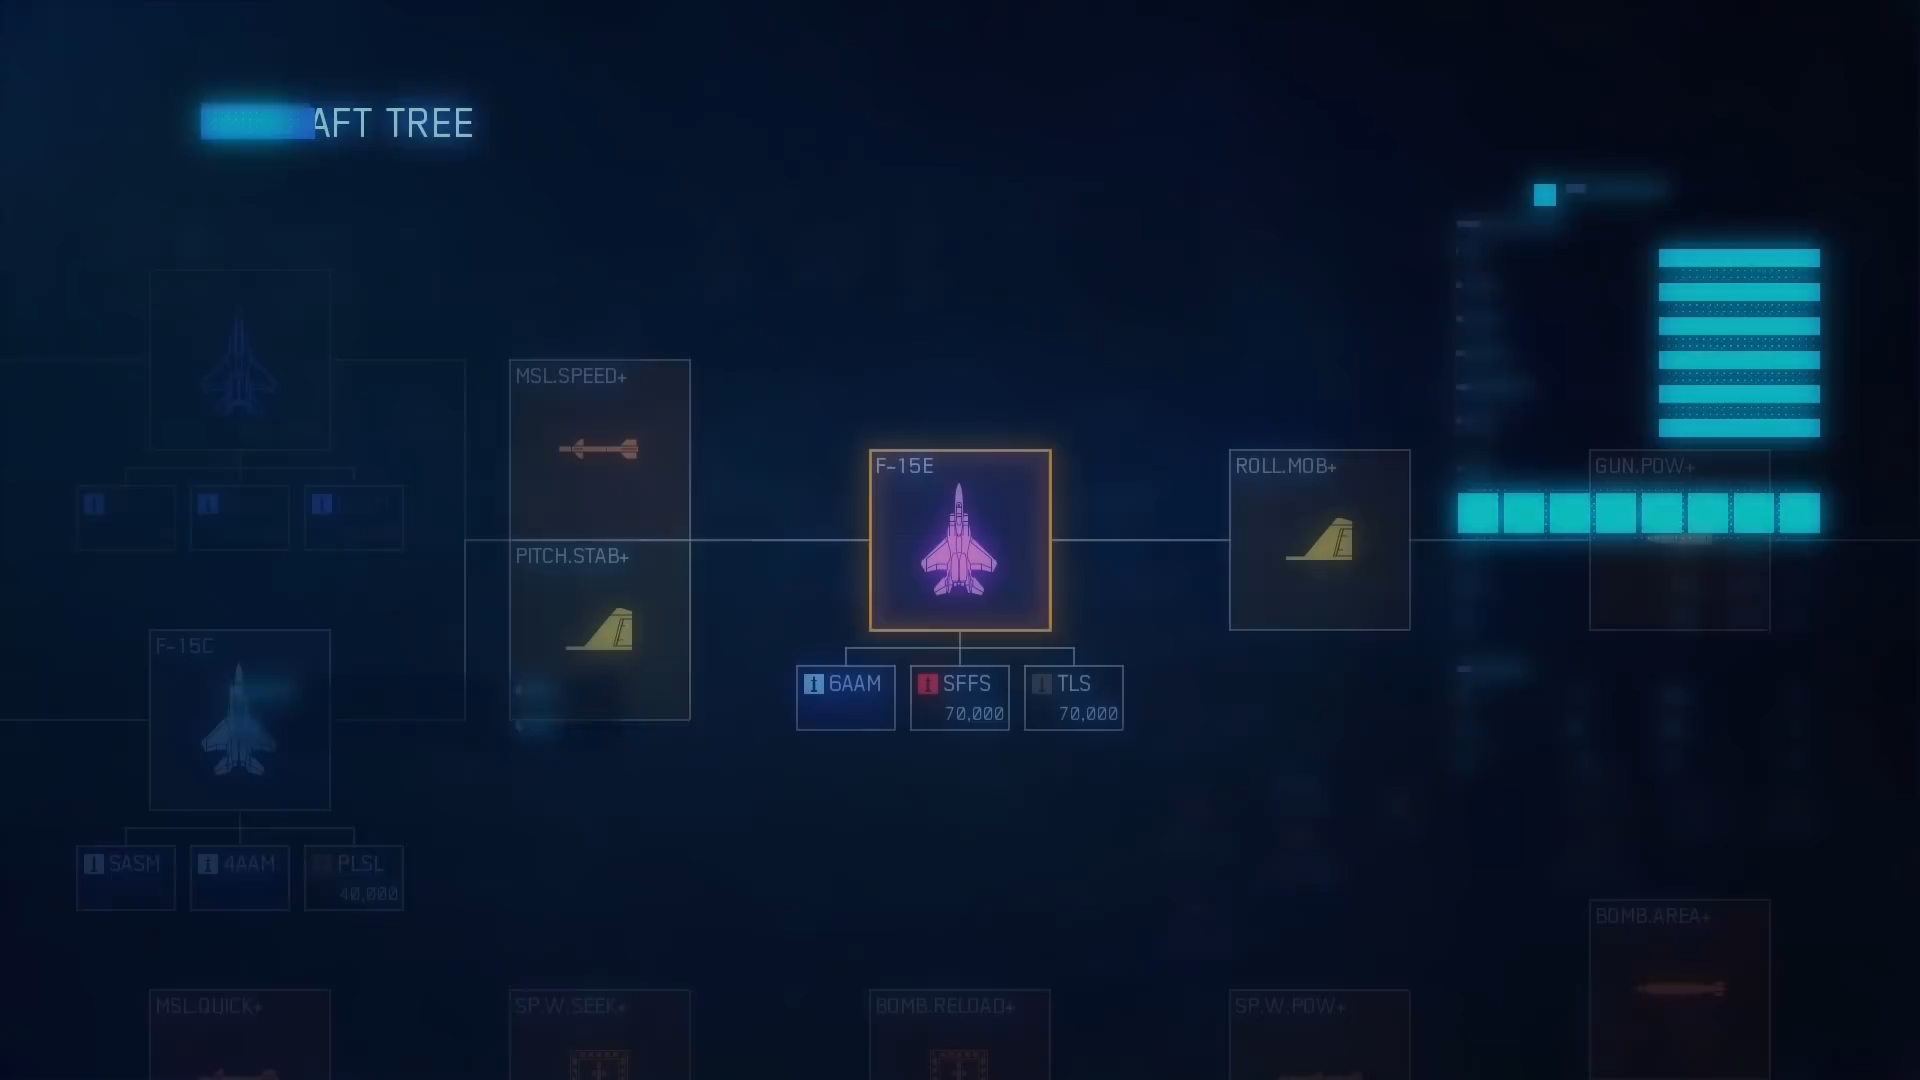 AFT TREE
MSL.SPEED+
F-15E
ROLL.MOB+
GUN.POW+
PITCH.STAB+
F-15C
6AAM
SFFS
70,000
TLS
70,000
SASM
4AAM
PLSL
40,000
BOMB.AREA+
MSL.QUICK+
SP.W.SEEK+
BOMB.RELOAD+
SP.W.POW+